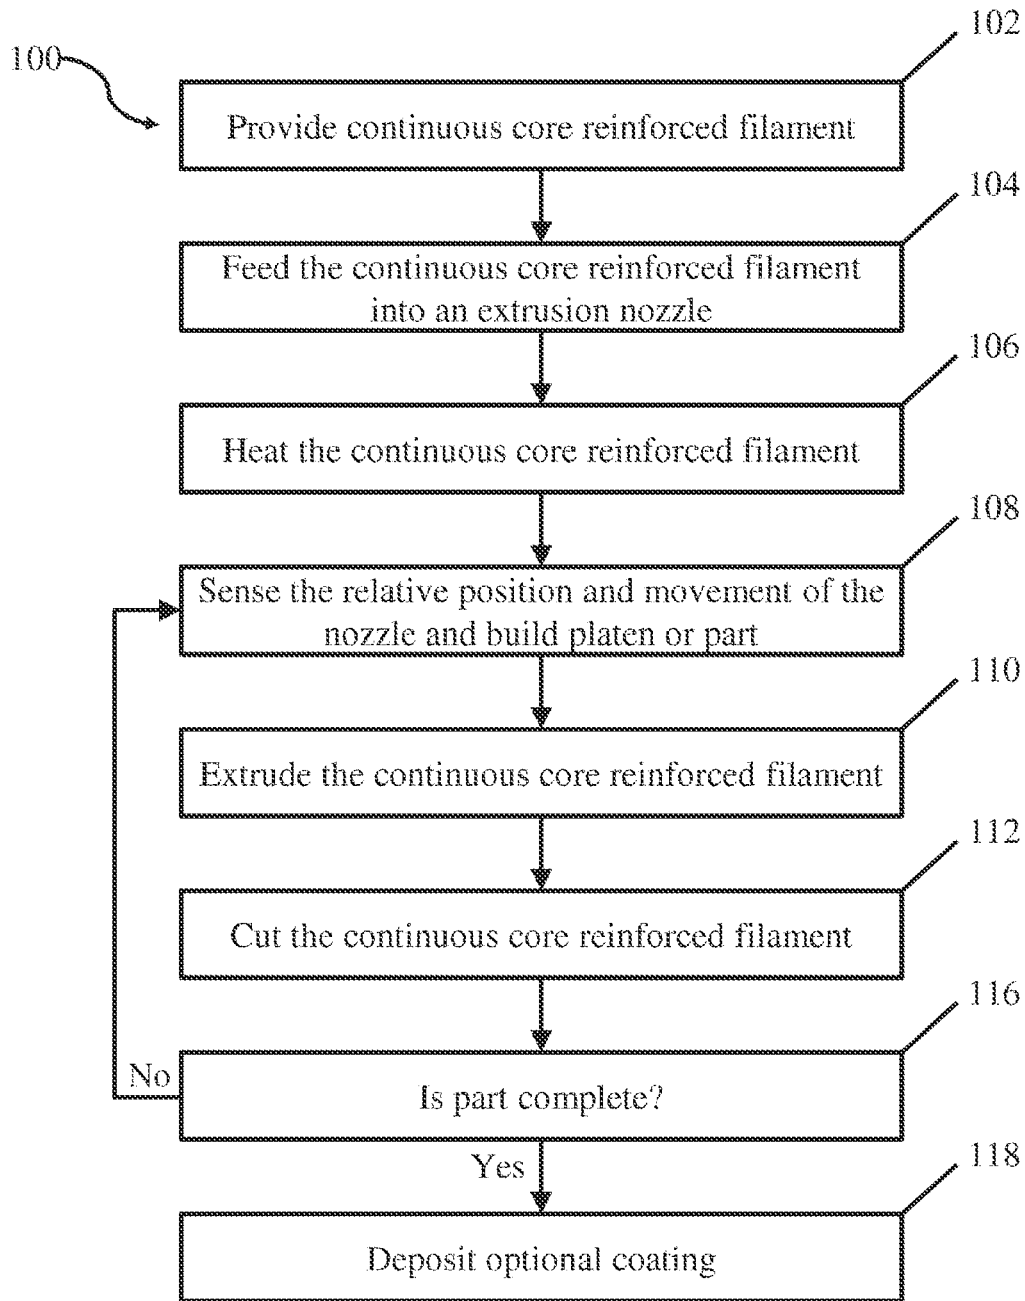 102
100
Provide continuous core reinforced filament
104
Feed the continuous core reinforced filament
into an extrusion nozzle
106
Heat the continuous core reinforced filament
108
Sense the relative position and movement of the
nozzle and build platen or part
110
Extrude the continuous core reinforced filament
112
Cut the continuous core reinforced filament
116
No
Is part complete?
Yes
118
Deposit optional coating